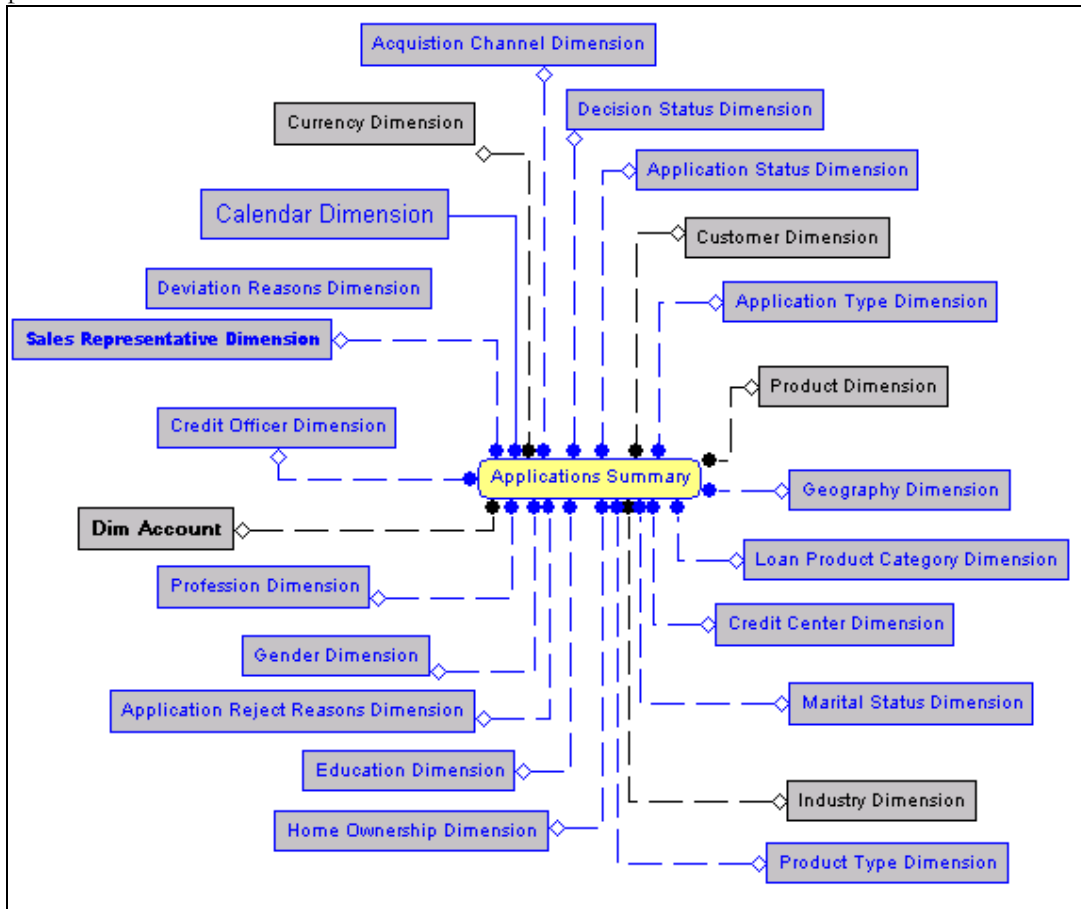 Acquistion Channel Dimension
Decision Status Dimension
Currency Dimension
Application Status Dimension
Calendar Dimension
Customer Dimension
Deviation Reasons Dimension
Application Type Dimension
Sales Representative Dimension
Product Dimension
Credit Officer Dimension
Applications Summary
Geography Dimension
Dim Account
Loan Product Category Dimension
Profession Dimension
Credit Center Dimension
Gender Dimension
Application Reject Reasons Dimension
Marital Status Dimension
Education Dimension
Industry Dimension
Home Ownership Dimension
Product Type Dimension